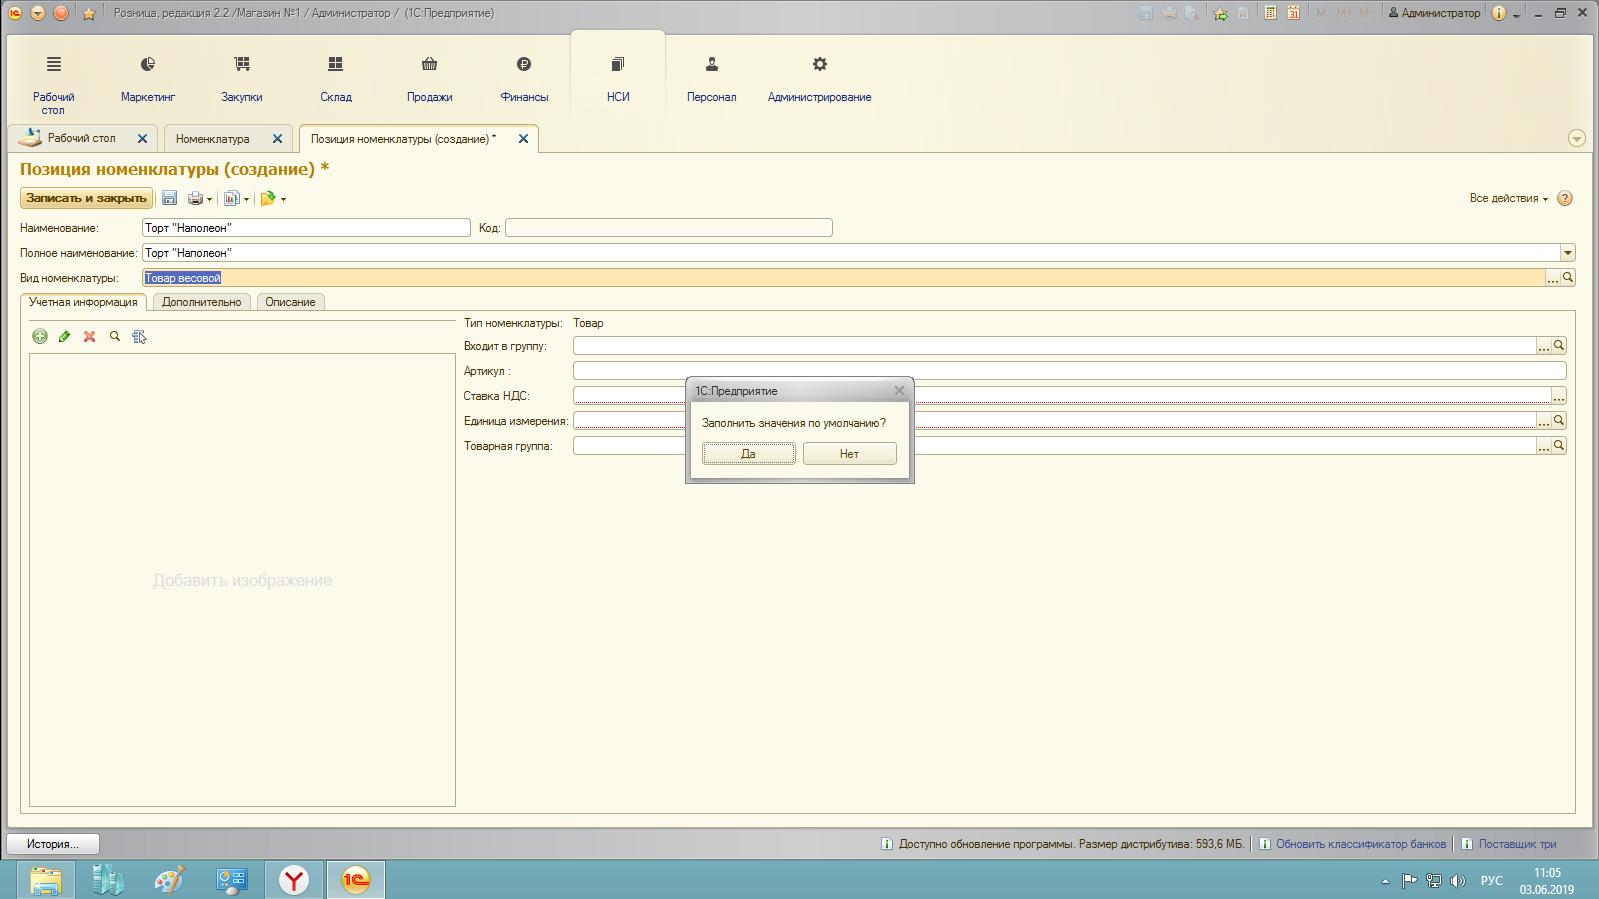 Розница, редакция 2.2 /Магазин №1 / Администратор / (1С:Предприятие)
31
M M+ M-
Администратор
Рабочий стол
Маркетинг
Закупки
Склад
Продажи
Финансы
НСИ
Персонал
Администрирование
Рабочий стол
Номенклатура
Позиция номенклатуры (создание) *
Позиция номенклатуры (создание) *
Записать и закрыть
Все действия
?
Наименование: Торт "Наполеон" Код:
Полное наименование: Торт "Наполеон"
Вид номенклатуры: Товар весовой ...
Учетная информация Дополнительно Описание
Тип номенклатуры: Товар
Входит в группу: ...
Артикул :
Ставка НДС: ...
Единица измерения: ...
Товарная группа: ...
1С:Предприятие
Заполнить значения по умолчанию?
Да Нет
Добавить изображение
История...
Доступно обновление программы. Размер дистрибутива: 593,6 МБ.
Обновить классификатор банков
Поставщик три
РУС
11:05
03.06.2019